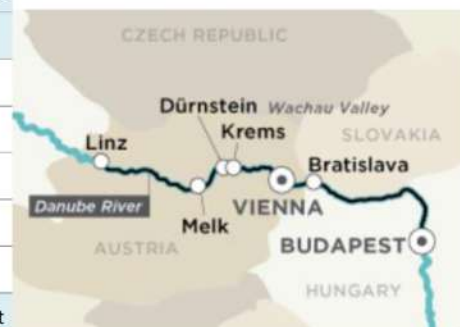 CZECH REPUBLIC
Dürnstein Wachau Valley
Krems
SLOVAKIA
Linz
Bratislava
Danube River
VIENNA
Melk
AUSTRIA
BUDAPEST
HUNGARY
t